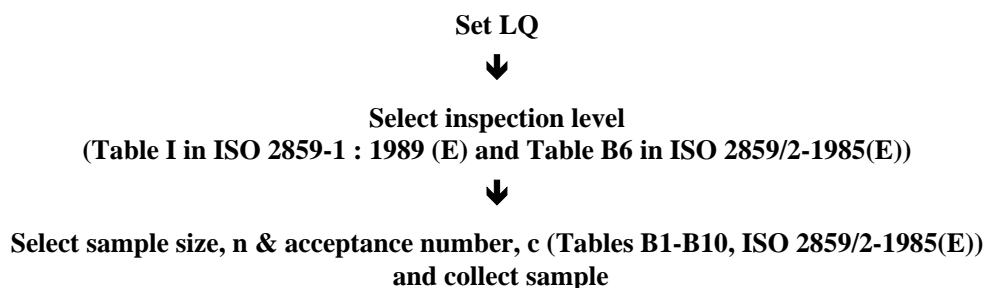 Set LQ
Select inspection level
(Table I in ISO 2859-1 : 1989 (E) and Table B6 in ISO 2859/2-1985(E))
Select sample size, n & acceptance number, c (Tables B1-B10, ISO 2859/2-1985(E))
and collect sample